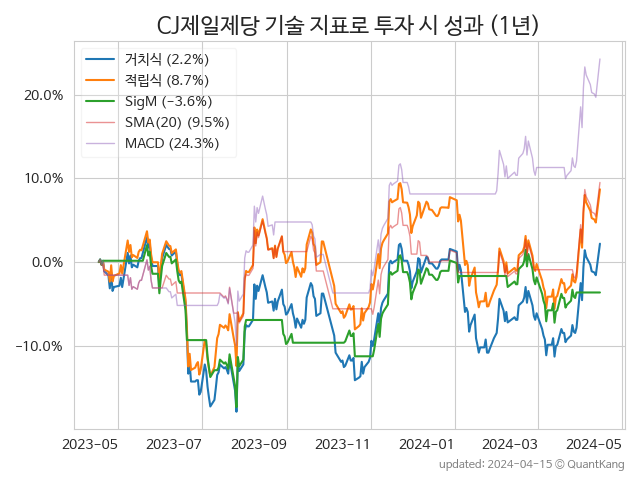 CJ제일제당 기술 지표로 투자 시 성과 (1년)
거치식 (2.2%)
적립식 (8.7%)
SigM (−3.6%)
SMA(20) (9.5%)
MACD (24.3%)
20.0%
10.0%
0.0%
−10.0%
2023-05 2023-07 2023-09 2023-11 2024-01 2024-03 2024-05
updated: 2024-04-15 © QuantKang